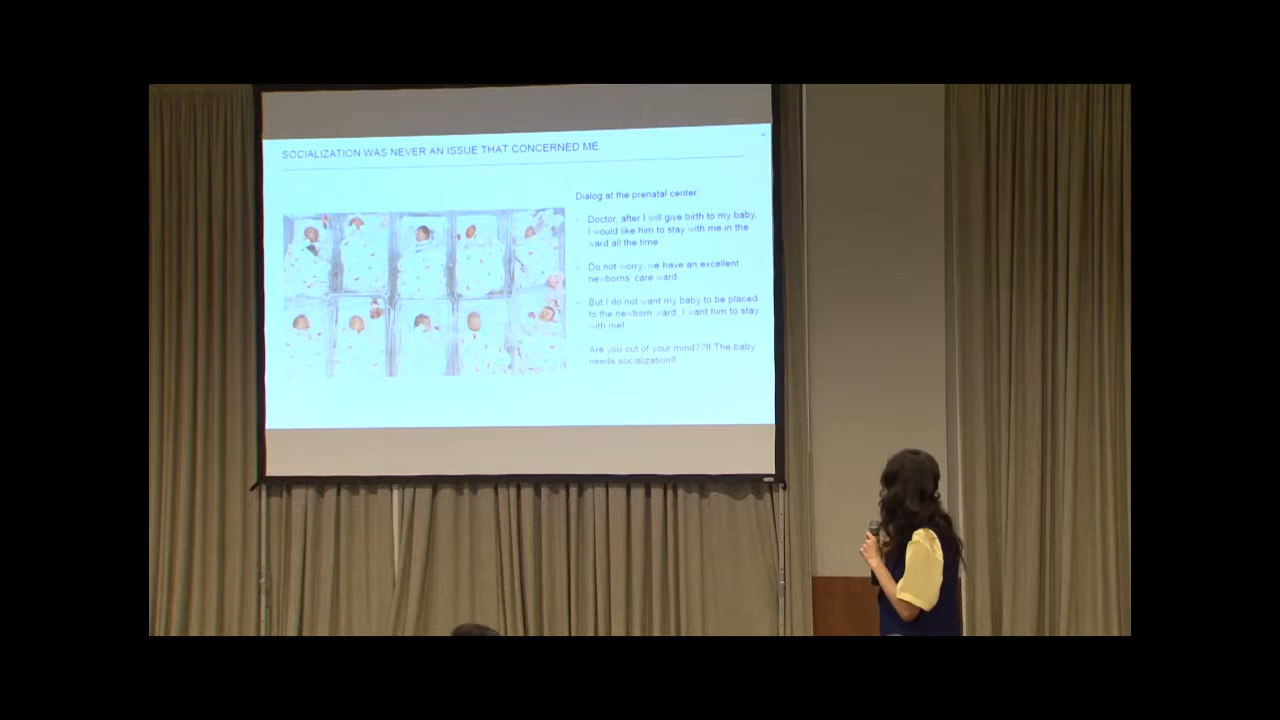 SOCIALIZATION WAS NEVER AN ISSUE THAT CONCERNED ME
Dialog at the prenatal center:
- Doctor, after I will give birth to my baby,
I would like him to stay with me in the
ward all the time.
- Do not worry, we have an excellent
newborns' care ward
- But I do not want my baby to be placed
to the newborn ward. I want him to stay
with me!
- Are you out of your mind??!! The baby
needs socialization!!